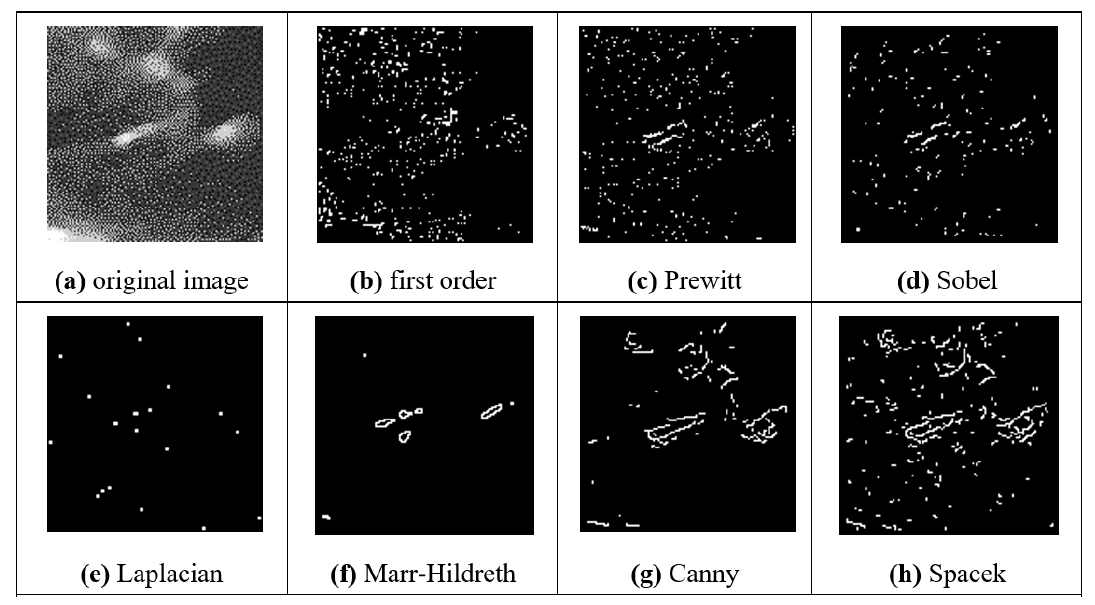 (a) original image
(b) first order
(c) Prewitt
(d) Sobel
(e) Laplacian
(f) Marr-Hildreth
(g) Canny
(h) Spacek